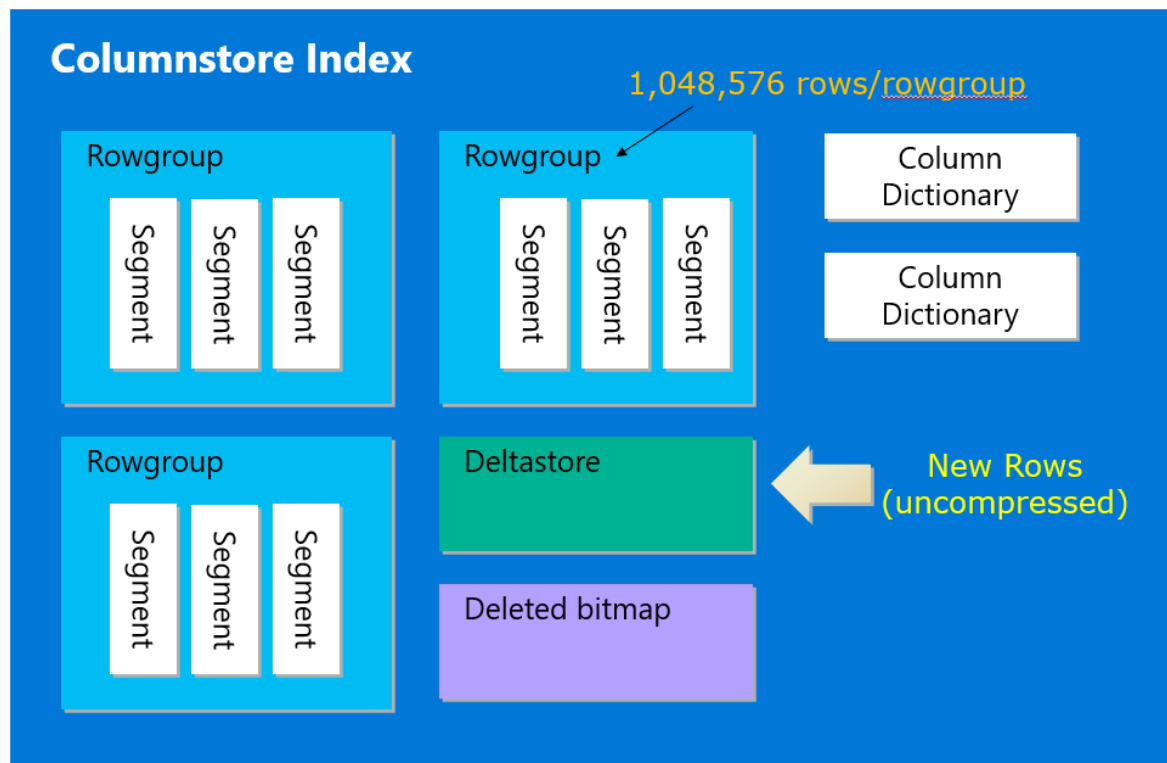 Columnstore Index
1,048,576 rows/rowgroup
Rowgroup
Segment
Segment
Segment
Rowgroup
Segment
Segment
Segment
Column
Dictionary
Column
Dictionary
Rowgroup
Segment
Segment
Segment
Deltastore
New Rows
(uncompressed)
Deleted bitmap